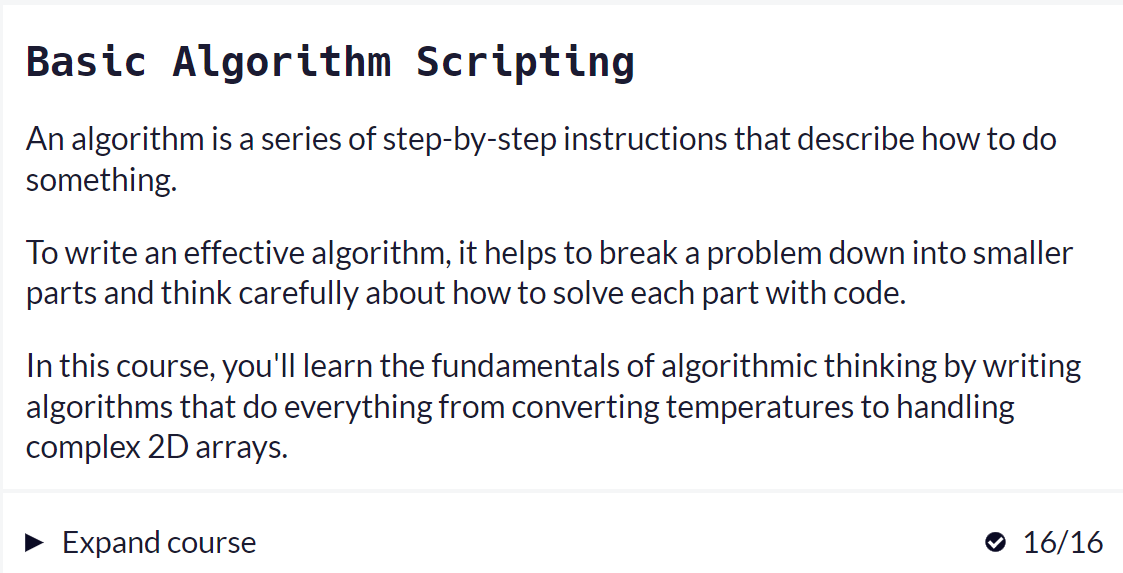 Basic Algorithm Scripting
An algorithm is a series of step-by-step instructions that describe how to do
something.
To write an effective algorithm, it helps to break a problem down into smaller
parts and think carefully about how to solve each part with code.
In this course, you'll learn the fundamentals of algorithmic thinking by writing
algorithms that do everything from converting temperatures to handling
complex 2D arrays.
Expand course 16/16